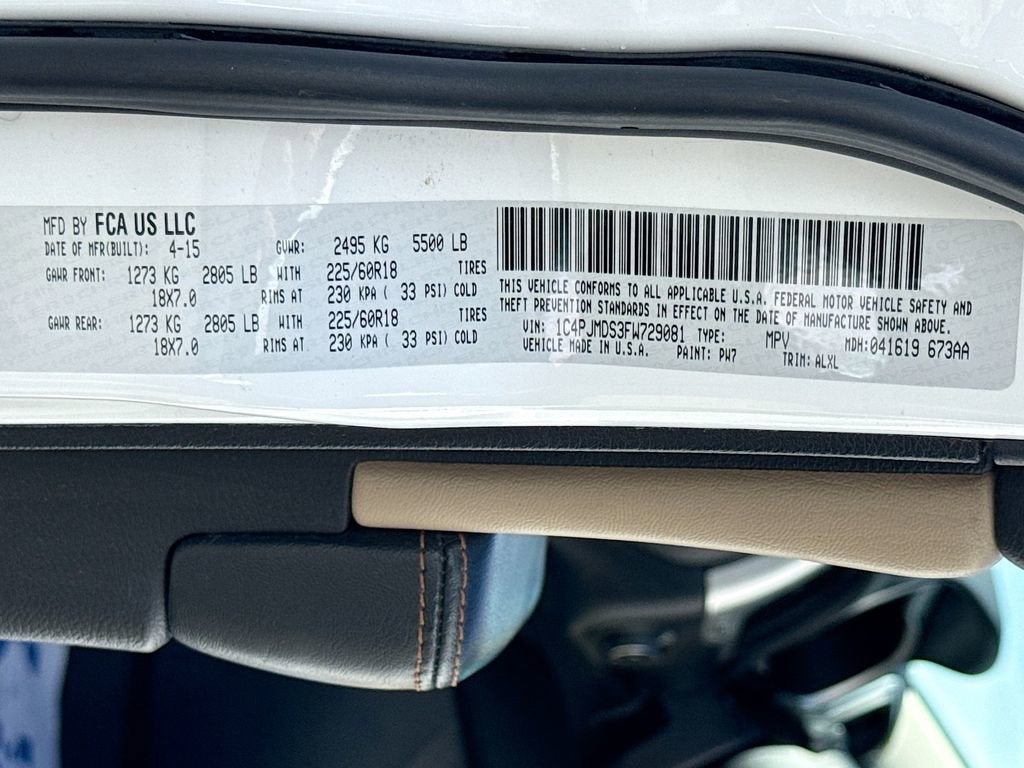 MFD BY FCA US LLC
DATE OF MFR(BUILT): 4-15 GVWR: 2495 KG 5500 LB
GAWR FRONT: 1273 KG 2805 LB WITH 225/60R18 TIRES
18X7.0 RIMS AT 230 KPA ( 33 PSI) COLD
GAWR REAR: 1273 KG 2805 LB WITH 225/60R18 TIRES
18X7.0 RIMS AT 230 KPA ( 33 PSI) COLD
THIS VEHICLE CONFORMS TO ALL APPLICABLE U.S.A. FEDERAL MOTOR VEHICLE SAFETY AND
THEFT PREVENTION STANDARDS IN EFFECT ON THE DATE OF MANUFACTURE SHOWN ABOVE.
VIN: 1C4PJMDS3FW729081 TYPE: MPV MDH:041619 673AA
VEHICLE MADE IN U.S.A. PAINT: PW7 TRIM: ALXL